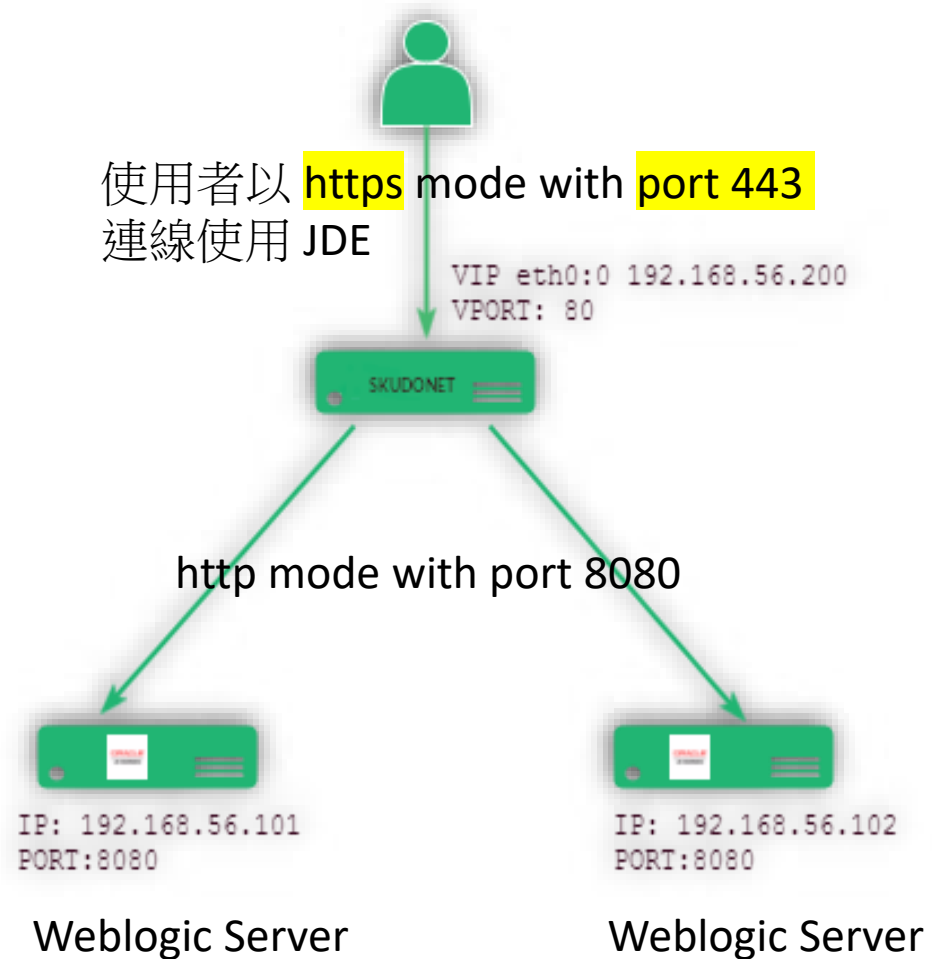 使用者以 https mode with port 443
連線使用 JDE
VIP eth0:0 192.168.56.200
VPORT: 80
SKUDONET
http mode with port 8080
IP: 192.168.56.101
PORT:8080
IP: 192.168.56.102
PORT:8080
Weblogic Server
Weblogic Server